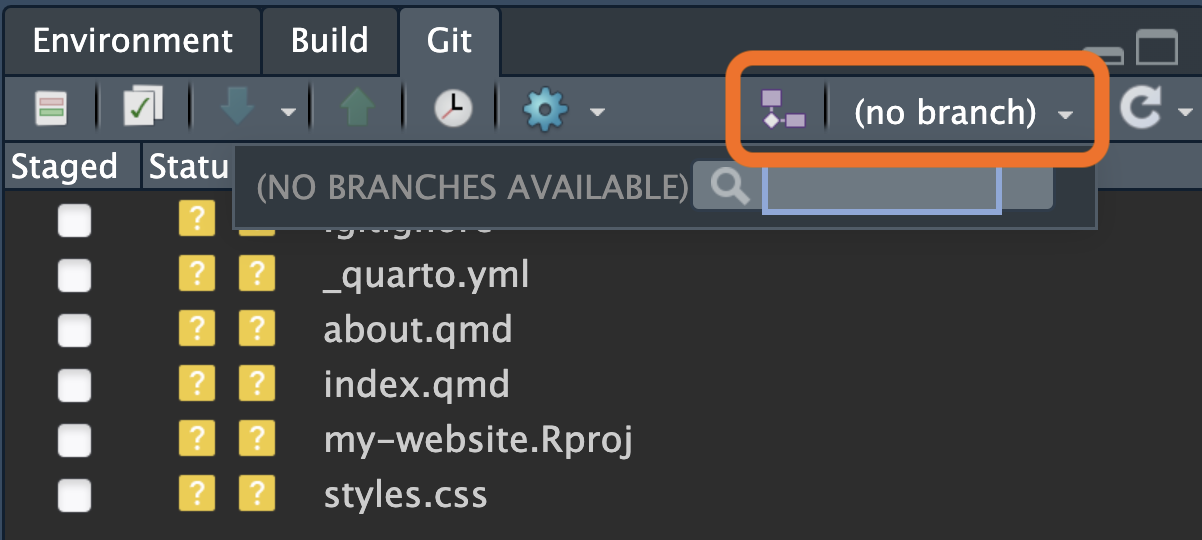 Environment Build Git
(no branch)
Staged Statu
(NO BRANCHES AVAILABLE)
? ? .gitignore
? ? _quarto.yml
? ? about.qmd
? ? index.qmd
? ? my-website.Rproj
? ? styles.css